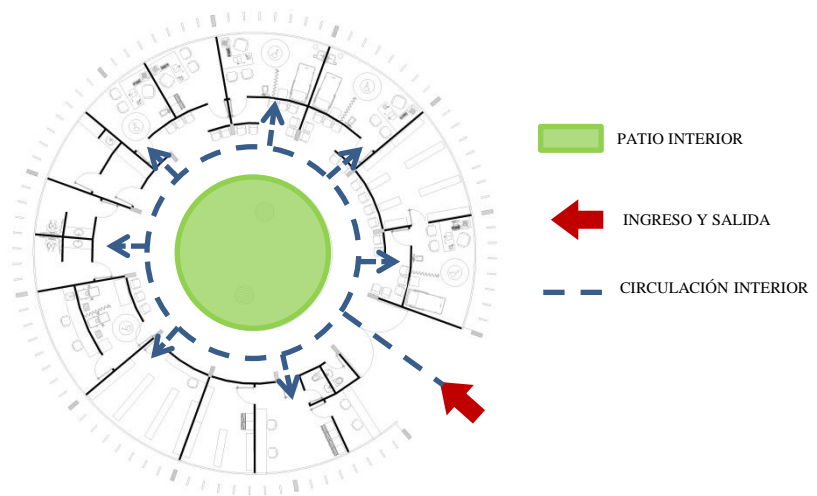 PATIO INTERIOR
INGRESO Y SALIDA
CIRCULACIÓN INTERIOR